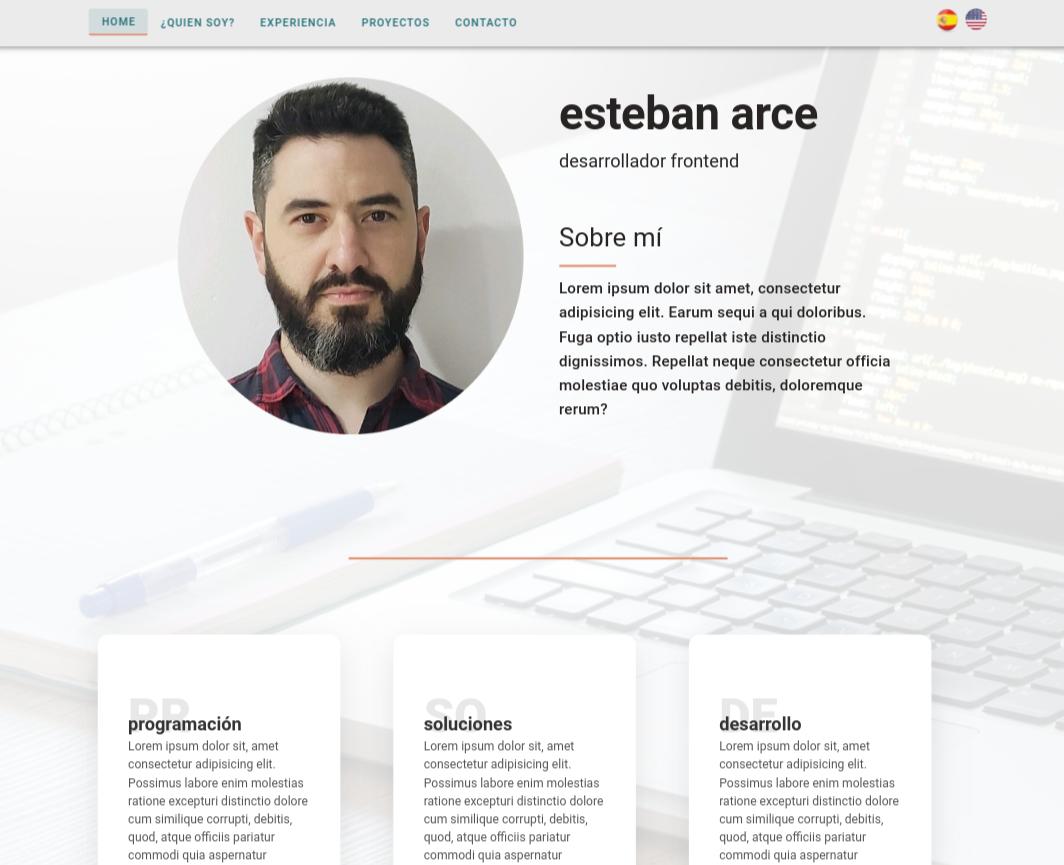 HOME ¿QUIEN SOY? EXPERIENCIA PROYECTOS CONTACTO
esteban arce
desarrollador frontend
Sobre mí
Lorem ipsum dolor sit amet, consectetur
adipisicing elit. Earum sequi a qui doloribus.
Fuga optio iusto repellat iste distinctio
dignissimos. Repellat neque consectetur officia
molestiae quo voluptas debitis, doloremque
rerum?
PR
programación
Lorem ipsum dolor sit, amet
consectetur adipisicing elit.
Possimus labore enim molestias
ratione excepturi distinctio dolore
cum similique corrupti, debitis,
quod, atque officiis pariatur
commodi quia aspernatur
SO
soluciones
Lorem ipsum dolor sit, amet
consectetur adipisicing elit.
Possimus labore enim molestias
ratione excepturi distinctio dolore
cum similique corrupti, debitis,
quod, atque officiis pariatur
commodi quia aspernatur
DE
desarrollo
Lorem ipsum dolor sit, amet
consectetur adipisicing elit.
Possimus labore enim molestias
ratione excepturi distinctio dolore
cum similique corrupti, debitis,
quod, atque officiis pariatur
commodi quia aspernatur